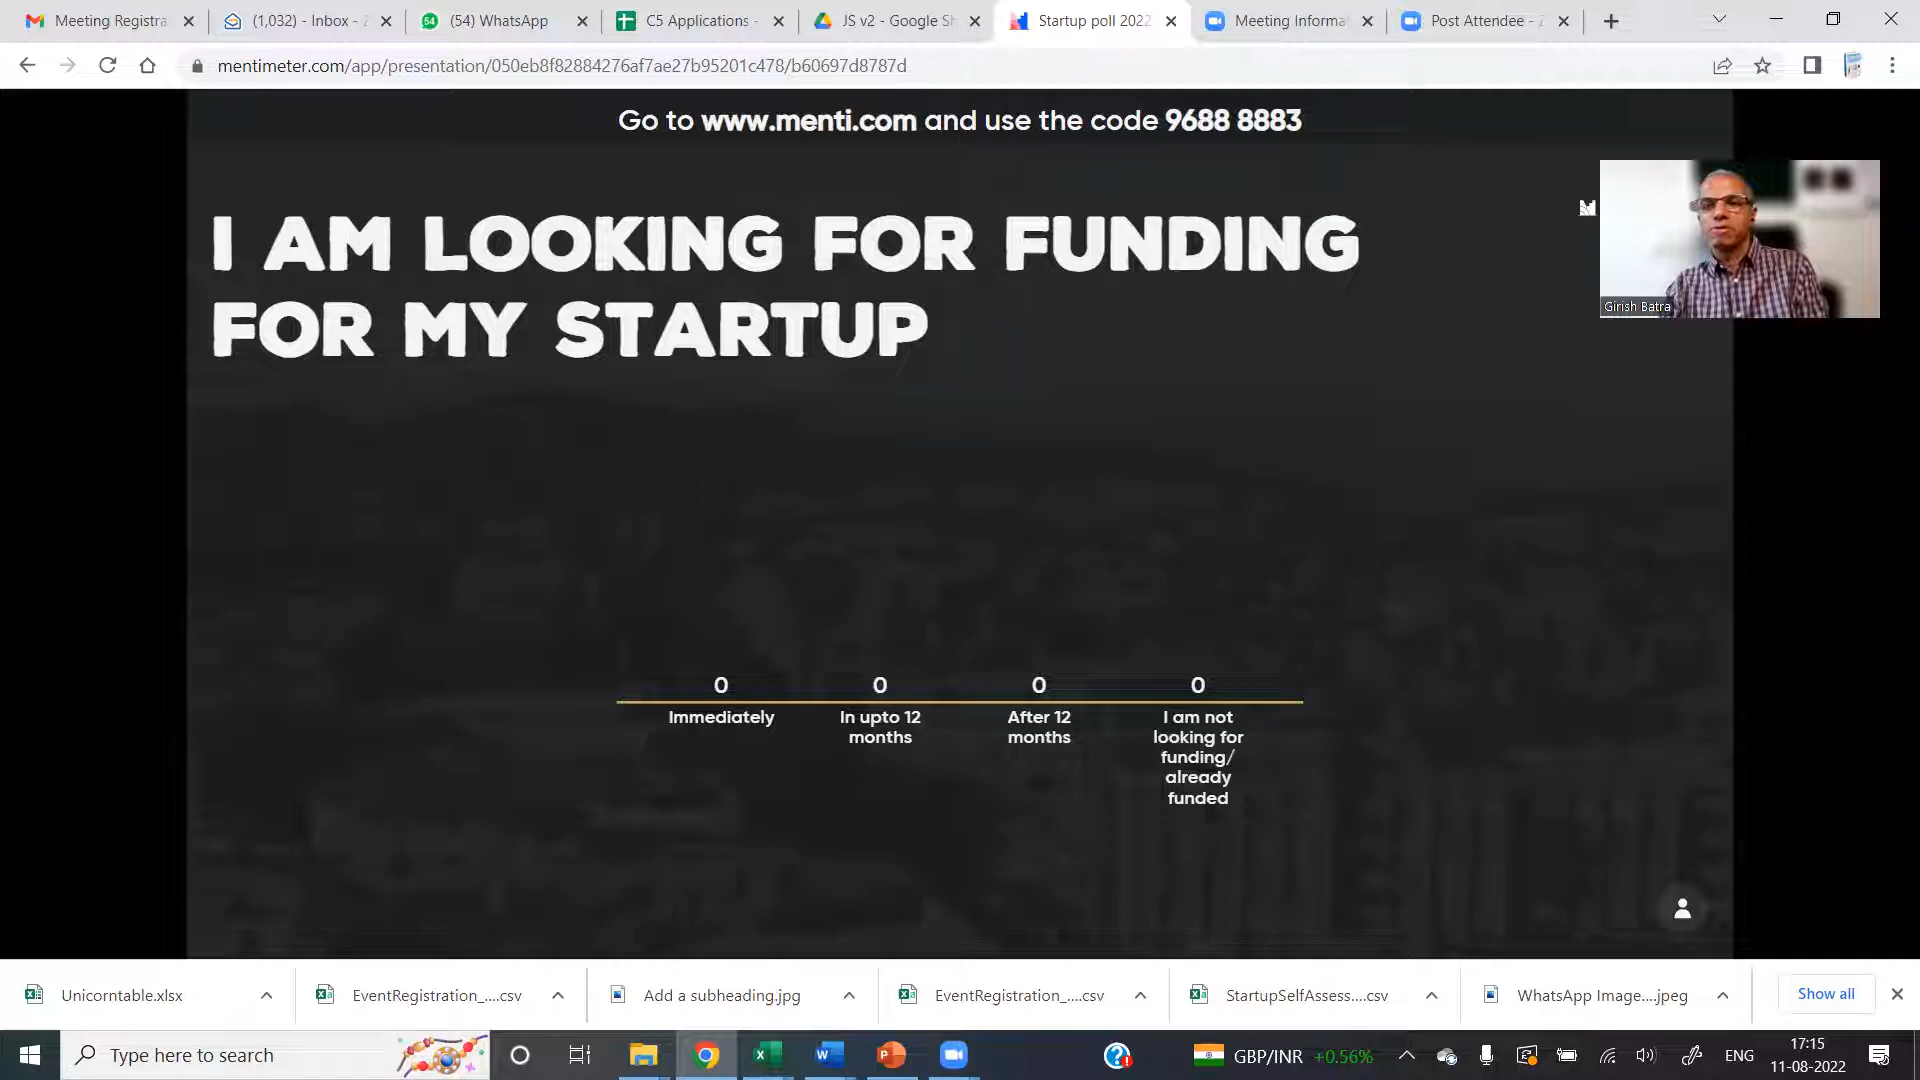 Meeting Registra
(1,032) - Inbox - Z
(54) WhatsApp
C5 Applications -
JS v2 - Google Sh
Startup poll 2022
Meeting Informa
Post Attendee - Z
mentimeter.com/app/presentation/050eb8f82884276af7ae27b95201c478/b60697d8787d
Go to www.menti.com and use the code 9688 8883
I AM LOOKING FOR FUNDING
FOR MY STARTUP
Girish Batra
0 0 0 0
Immediately
In upto 12
months
After 12
months
I am not
looking for
funding/
already
funded
Unicorntable.xlsx
EventRegistration_....csv
Add a subheading.jpg
EventRegistration_....csv
StartupSelfAssess....csv
WhatsApp Image....jpeg
Show all
Type here to search
GBP/INR +0.56%
ENG
17:15
11-08-2022